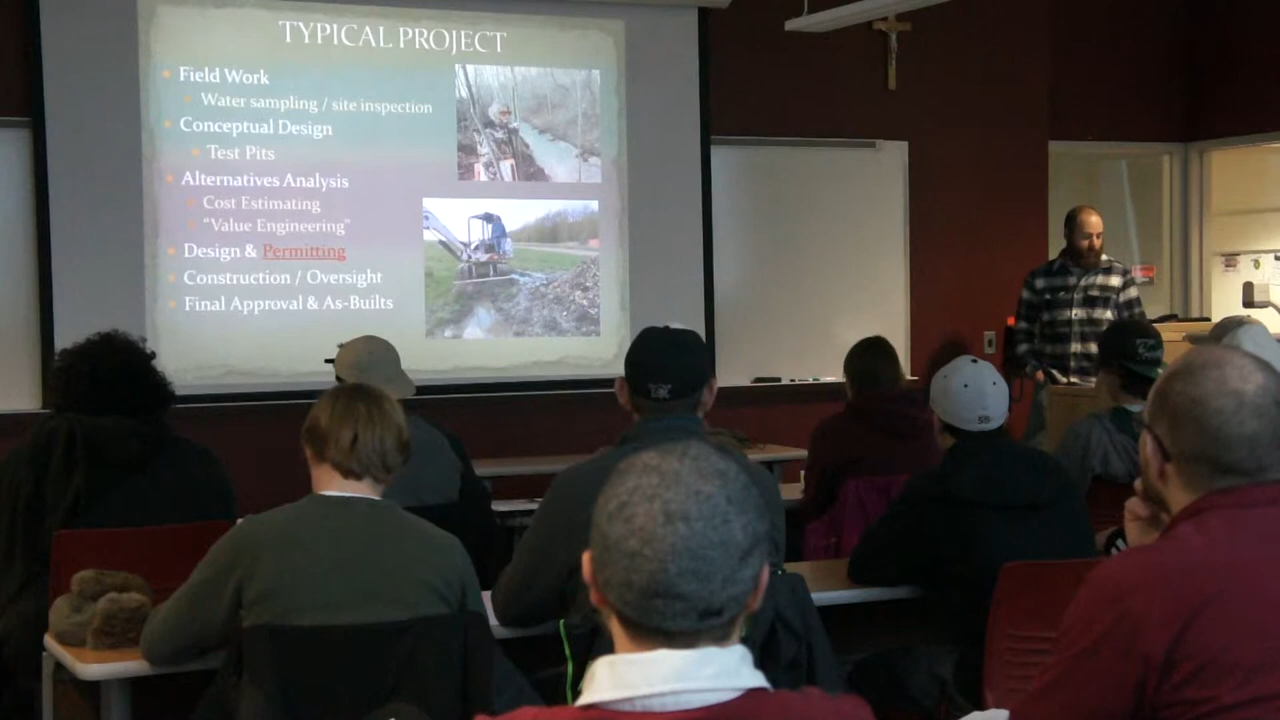 TYPICAL PROJECT
Field Work
Water sampling / site inspection
Conceptual Design
Test Pits
Alternatives Analysis
Cost Estimating
“Value Engineering”
Design & Permitting
Construction / Oversight
Final Approval & As-Builts
55